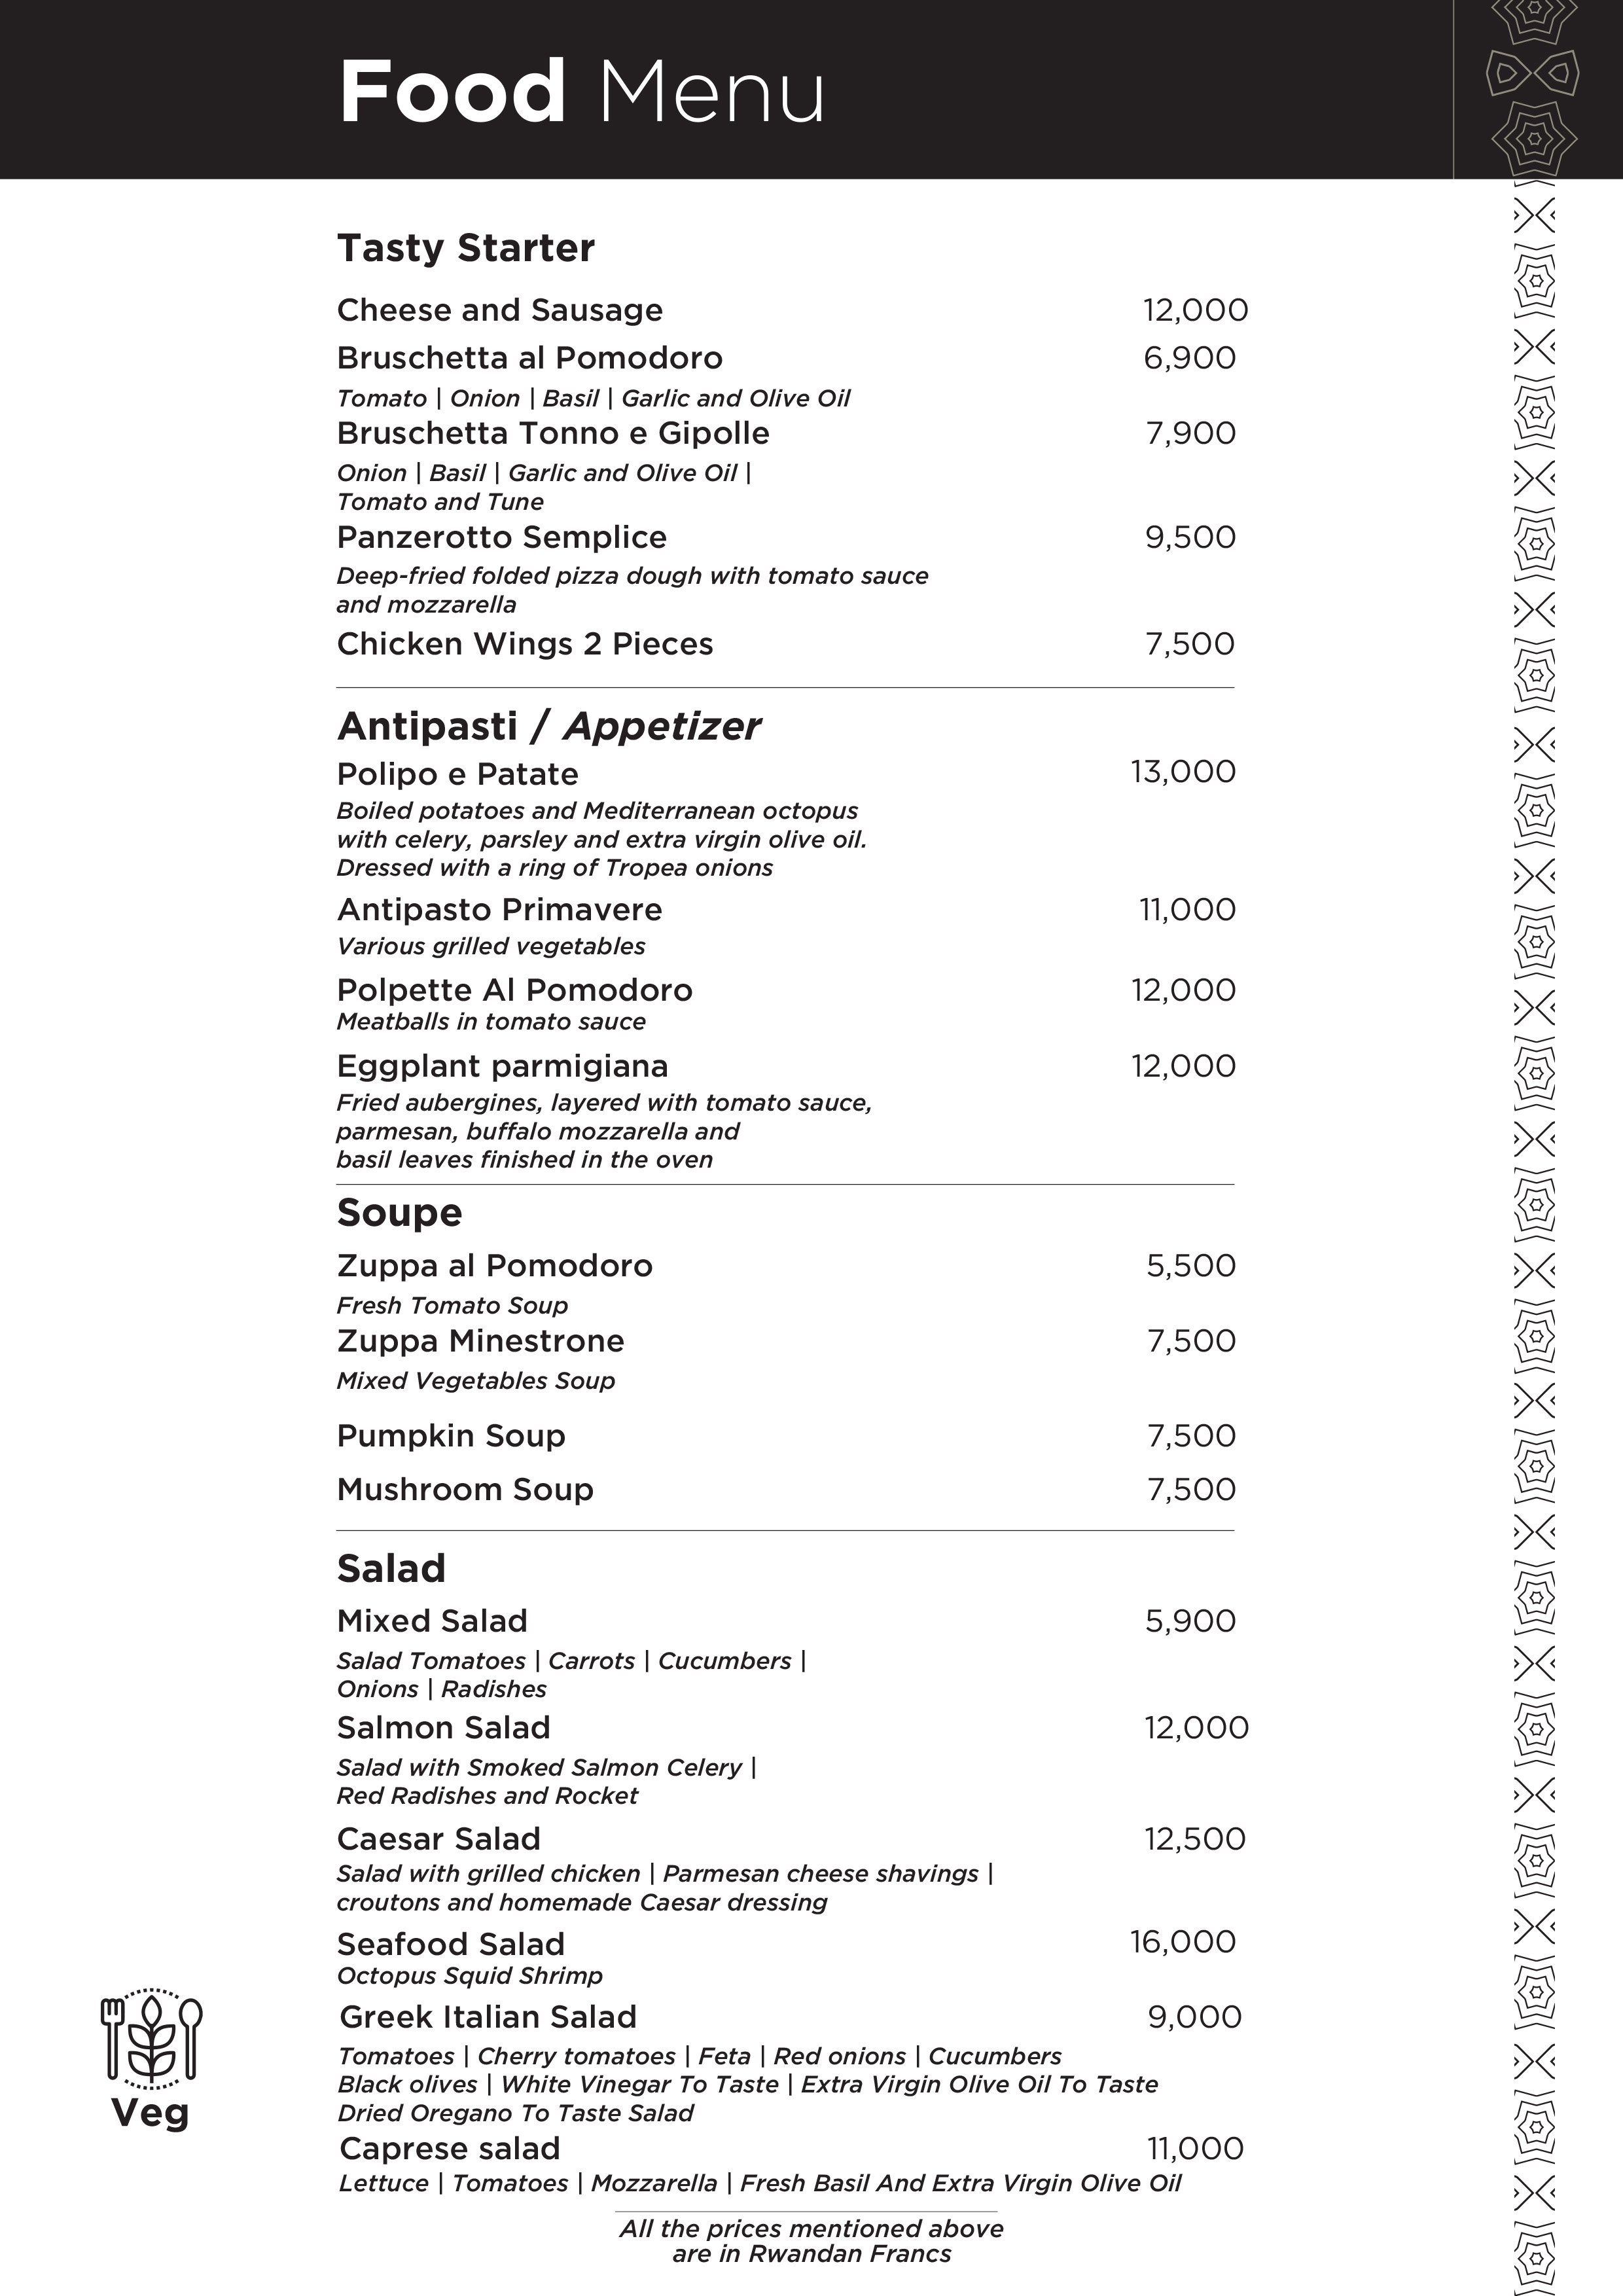 Food Menu
Tasty Starter
Cheese and Sausage 12,000
Bruschetta al Pomodoro 6,900
Tomato | Onion | Basil | Garlic and Olive Oil
Bruschetta Tonno e Gipolle 7,900
Onion | Basil | Garlic and Olive Oil |
Tomato and Tune
Panzerotto Semplice 9,500
Deep-fried folded pizza dough with tomato sauce
and mozzarella
Chicken Wings 2 Pieces 7,500
Antipasti / Appetizer
Polipo e Patate 13,000
Boiled potatoes and Mediterranean octopus
with celery, parsley and extra virgin olive oil.
Dressed with a ring of Tropea onions
Antipasto Primavere 11,000
Various grilled vegetables
Polpette Al Pomodoro 12,000
Meatballs in tomato sauce
Eggplant parmigiana 12,000
Fried aubergines, layered with tomato sauce,
parmesan, buffalo mozzarella and
basil leaves finished in the oven
Soupe
Zuppa al Pomodoro 5,500
Fresh Tomato Soup
Zuppa Minestrone 7,500
Mixed Vegetables Soup
Pumpkin Soup 7,500
Mushroom Soup 7,500
Salad
Mixed Salad 5,900
Salad Tomatoes | Carrots | Cucumbers |
Onions | Radishes
Salmon Salad 12,000
Salad with Smoked Salmon Celery |
Red Radishes and Rocket
Caesar Salad 12,500
Salad with grilled chicken | Parmesan cheese shavings |
croutons and homemade Caesar dressing
Seafood Salad 16,000
Octopus Squid Shrimp
Greek Italian Salad 9,000
Tomatoes | Cherry tomatoes | Feta | Red onions | Cucumbers
Black olives | White Vinegar To Taste | Extra Virgin Olive Oil To Taste
Dried Oregano To Taste Salad
Veg
Caprese salad 11,000
Lettuce | Tomatoes | Mozzarella | Fresh Basil And Extra Virgin Olive Oil
All the prices mentioned above
are in Rwandan Francs